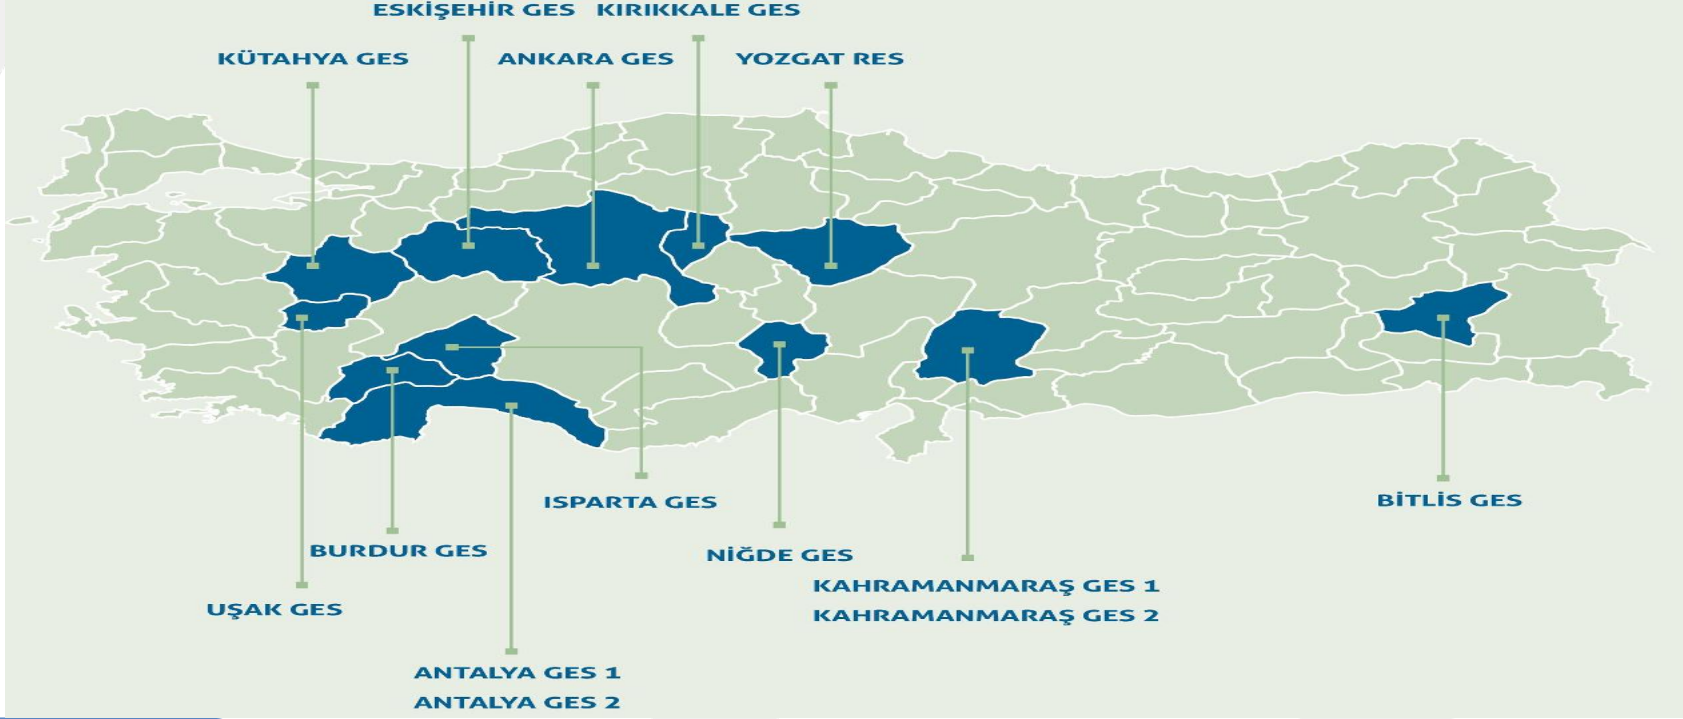 ESKİŞEHİR GES KIRIKKALE GES
KÜTAHYA GES ANKARA GES YOZGAT RES
ISPARTA GES BİTLİS GES
BURDUR GES NİĞDE GES
KAHRAMANMARAŞ GES 1
UŞAK GES KAHRAMANMARAŞ GES 2
ANTALYA GES 1
ANTALYA GES 2